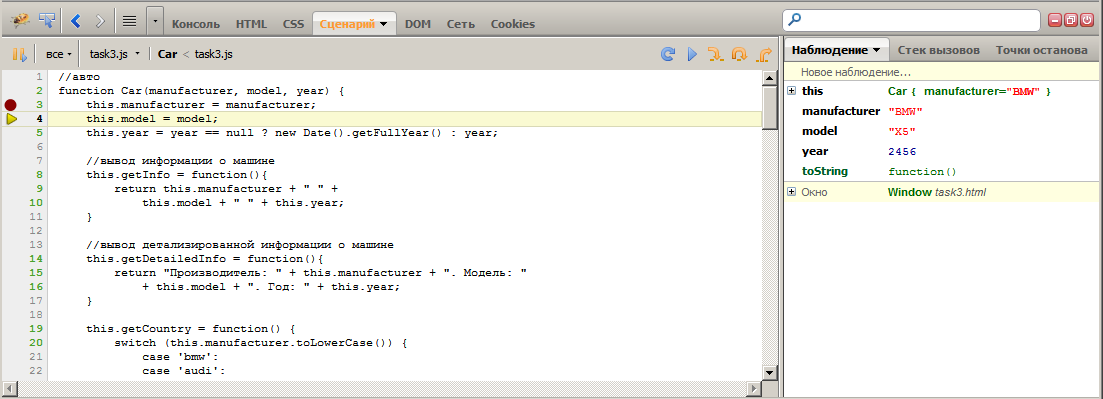 Консоль HTML CSS Сценарий DOM Сеть Cookies
все task3.js Car < task3.js
1 //авто
2 function Car(manufacturer, model, year) {
3 this.manufacturer = manufacturer;
4 this.model = model;
5 this.year = year == null ? new Date().getFullYear() : year;
6
7 //вывод информации о машине
8 this.getInfo = function(){
9 return this.manufacturer + " " +
10 this.model + " " + this.year;
11 }
12
13 //вывод детализированной информации о машине
14 this.getDetailedInfo = function(){
15 return "Производитель: " + this.manufacturer + ". Модель: "
16 + this.model + ". Год: " + this.year;
17 }
18
19 this.getCountry = function() {
20 switch (this.manufacturer.toLowerCase()) {
21 case 'bmw':
22 case 'audi':
Наблюдение Стек вызовов Точки останова
Новое наблюдение...
this Car { manufacturer="BMW" }
manufacturer "BMW"
model "X5"
year 2456
toString function()
Окно Window task3.html